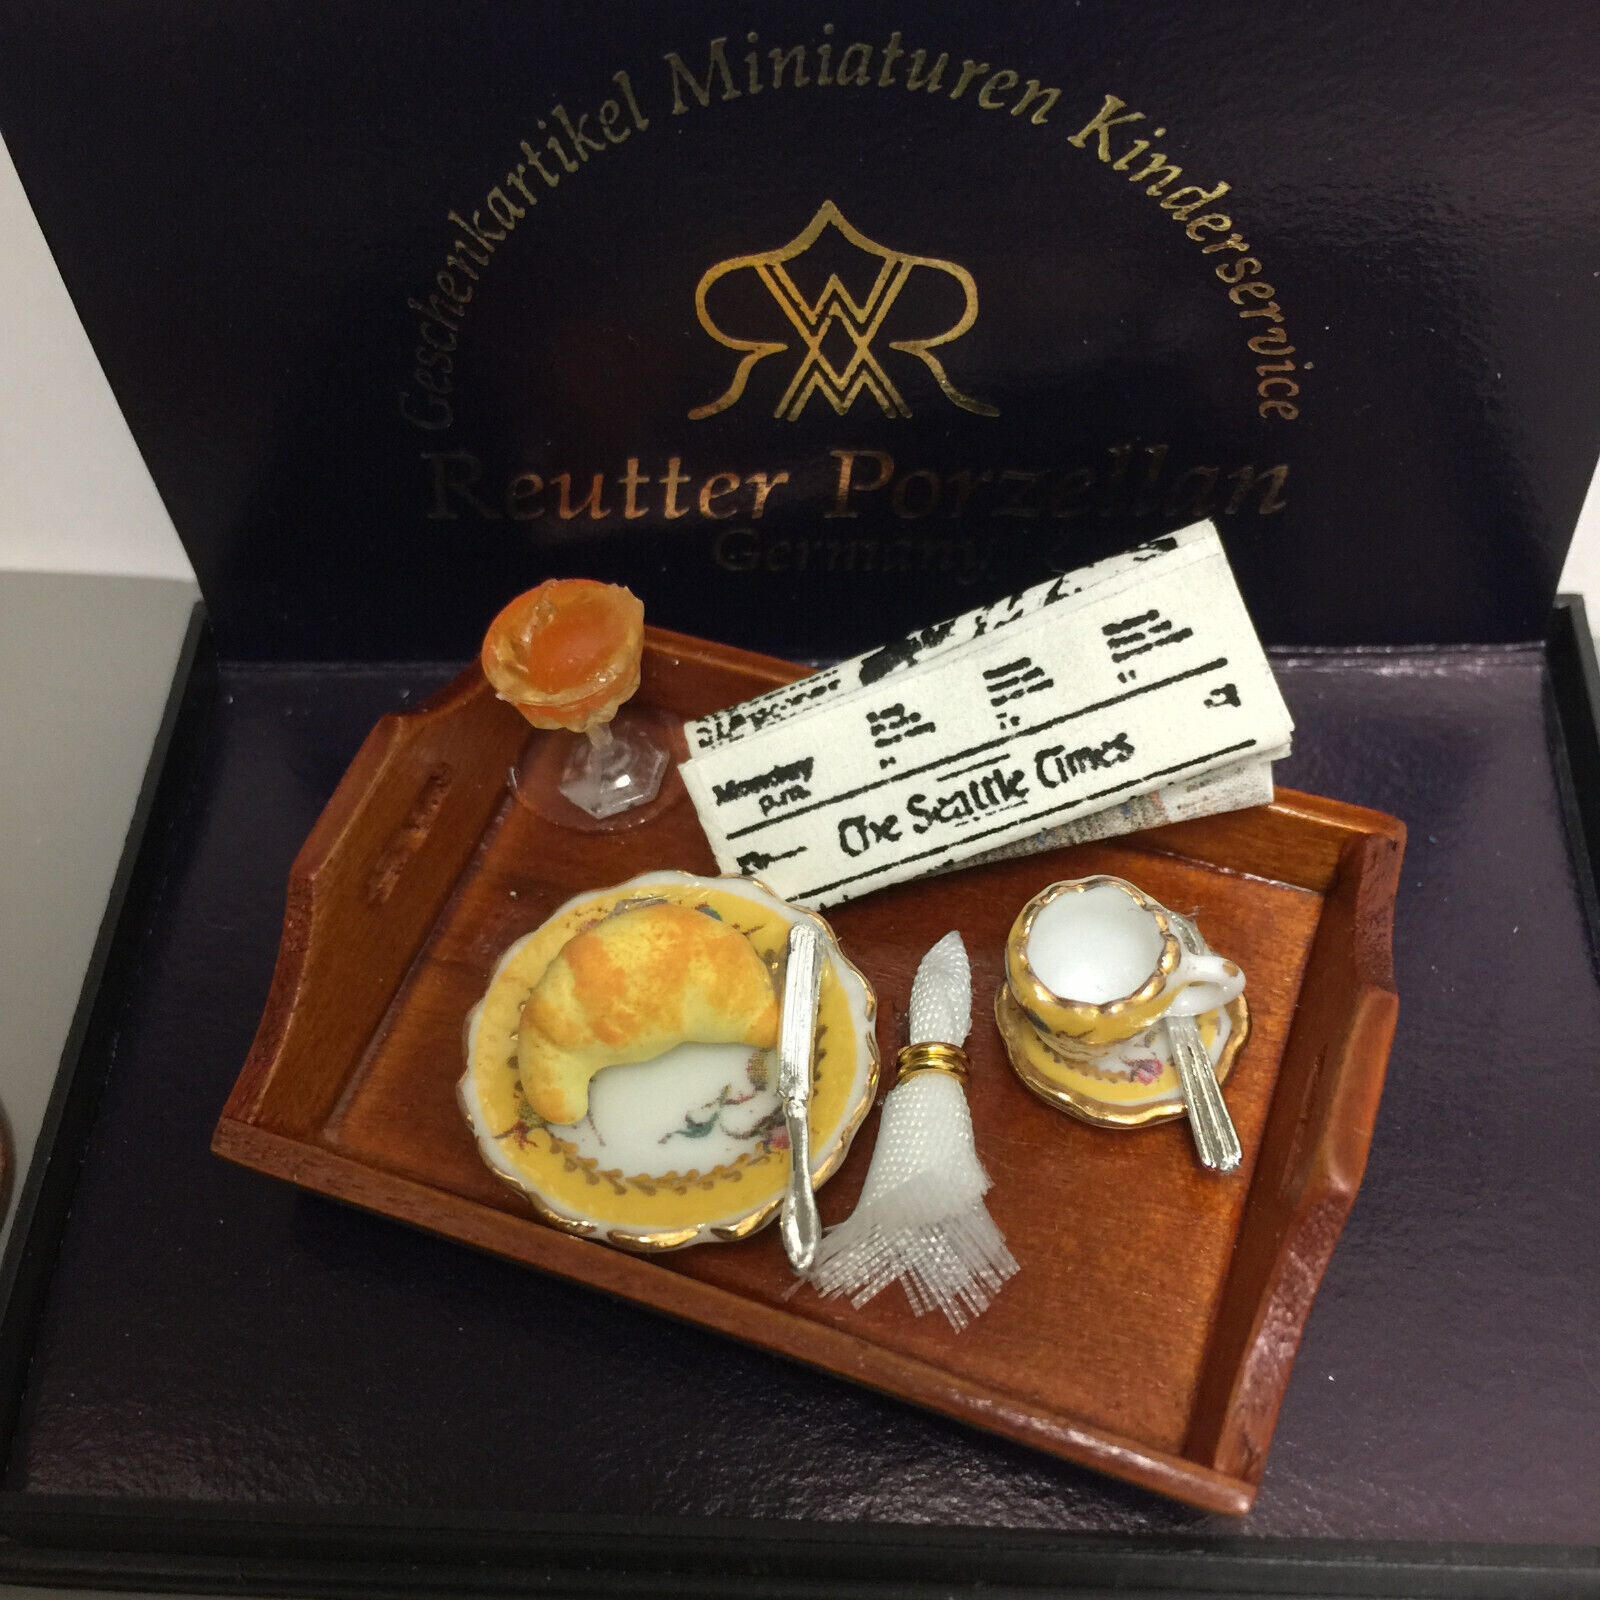 Geschenkartikel Miniaturen Kinderservice
Reutter Porzellan
Germany
Monday
p.m.
The Seattle Times